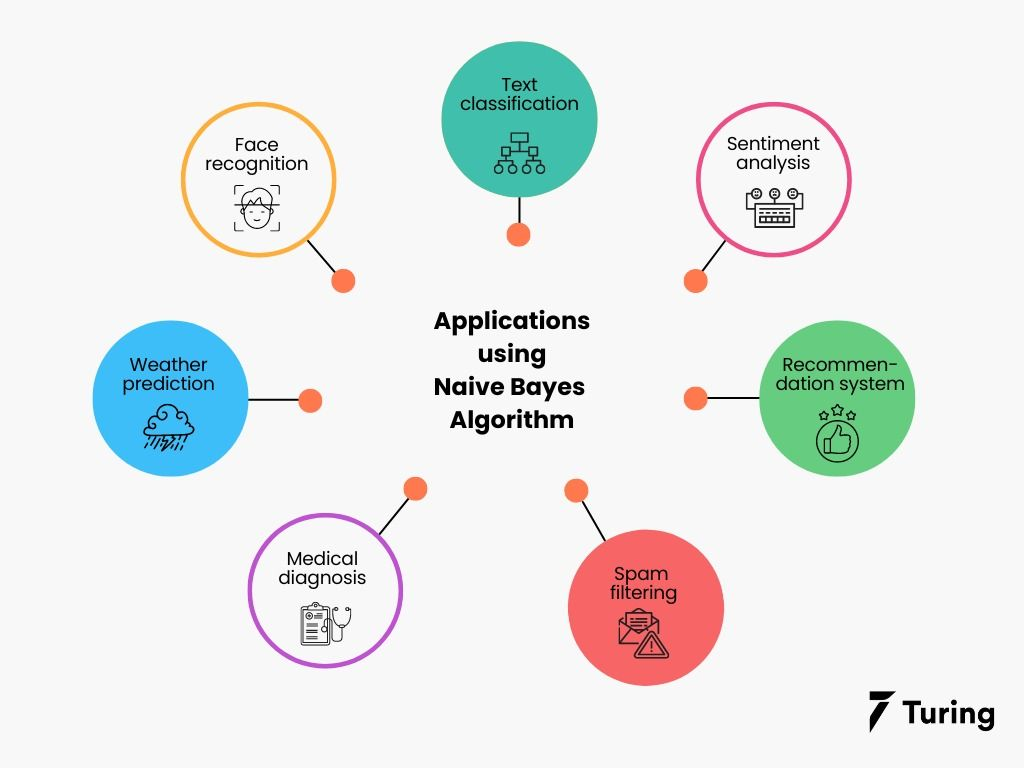 Text
classification
Face
recognition
Sentiment
analysis
Applications
using
Naive Bayes
Algorithm
Weather
prediction
Recommen-
dation system
Medical
diagnosis
Spam
filtering
Turing